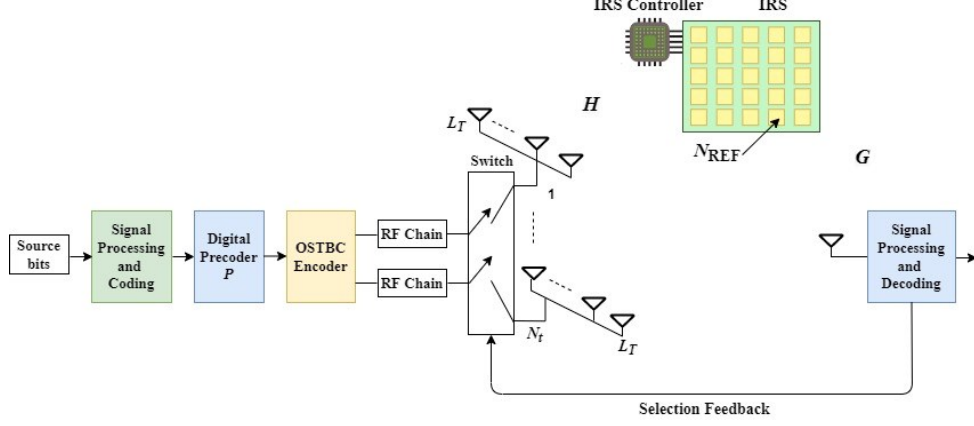 IRS Controller
IRS
H
L_T
N_REF
G
Switch
1
Source
bits
Signal
Processing
and
Coding
Digital
Precoder
P
OSTBC
Encoder
RF Chain
RF Chain
N_t
L_T
Signal
Processing
and
Decoding
Selection Feedback